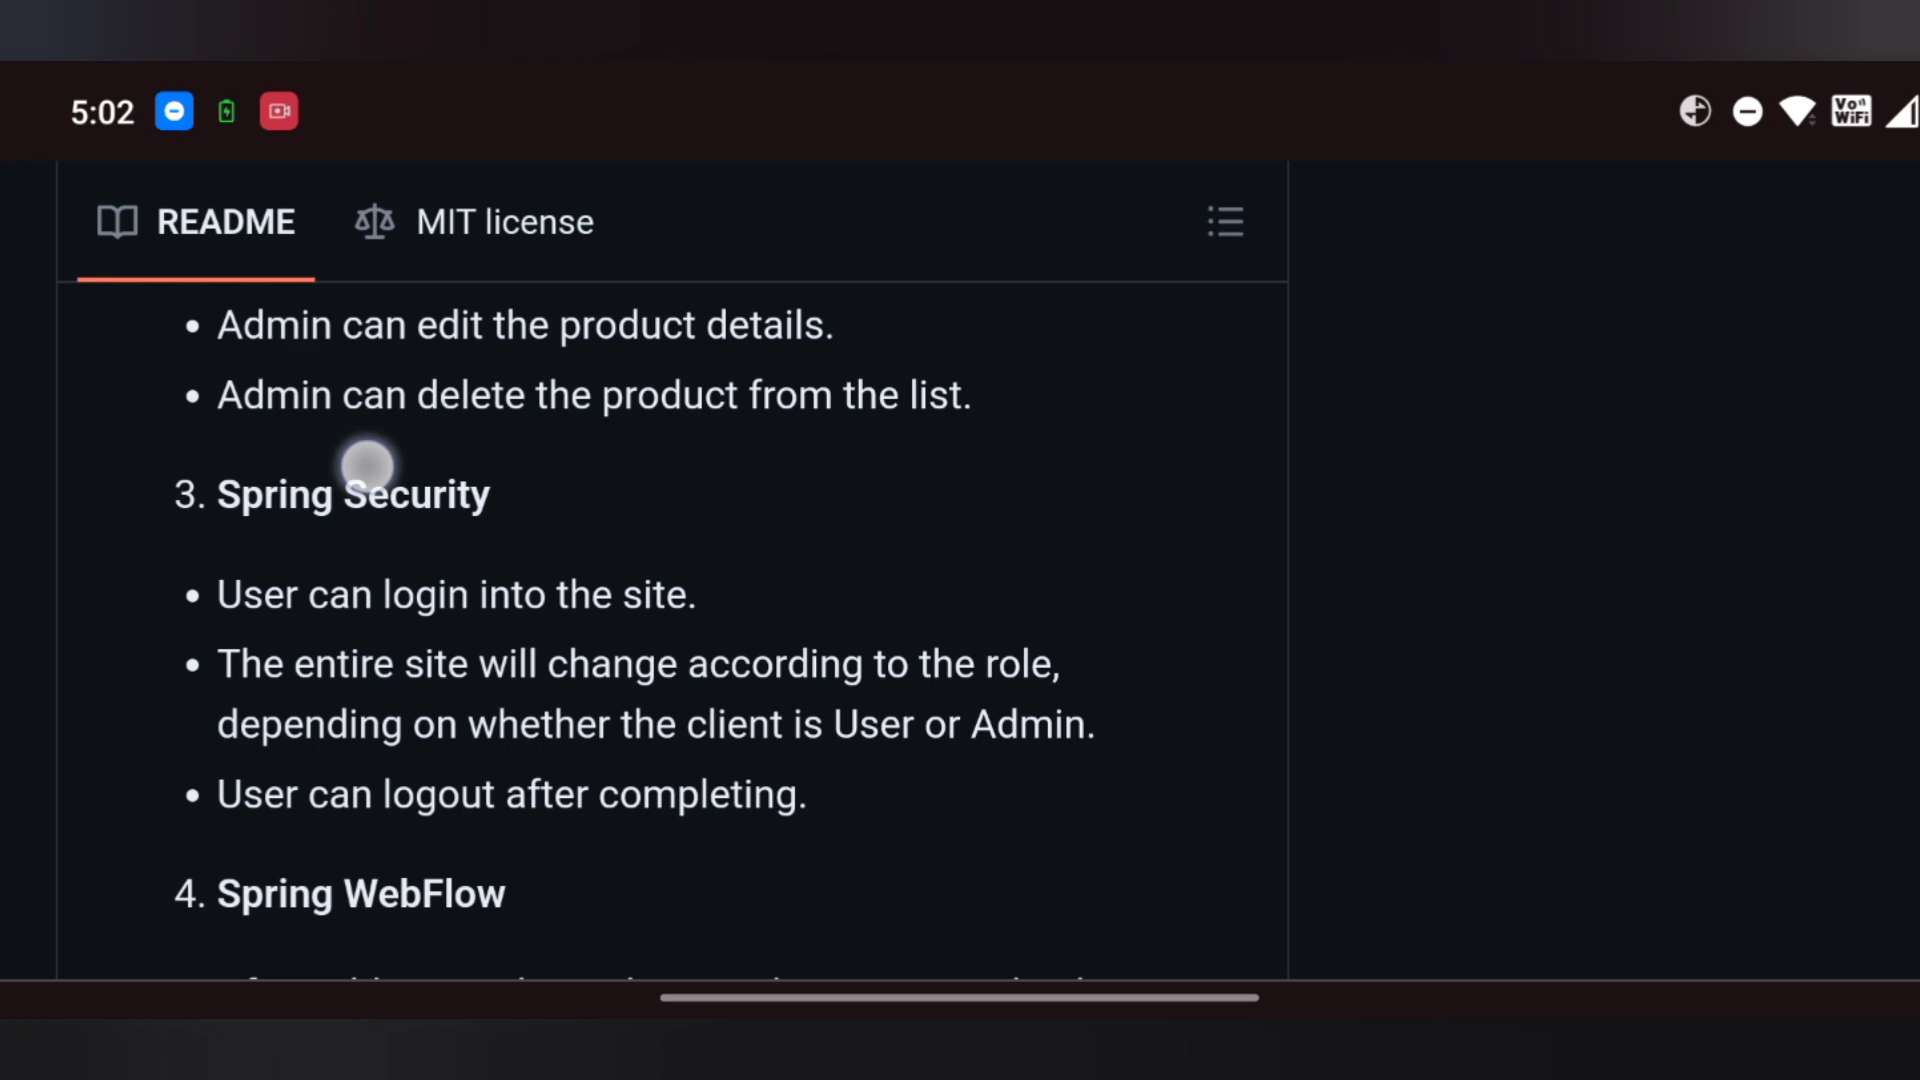 5:02
Vo WiFi
README MIT license
• Admin can edit the product details.
• Admin can delete the product from the list.
3. Spring Security
• User can login into the site.
• The entire site will change according to the role,
depending on whether the client is User or Admin.
• User can logout after completing.
4. Spring WebFlow